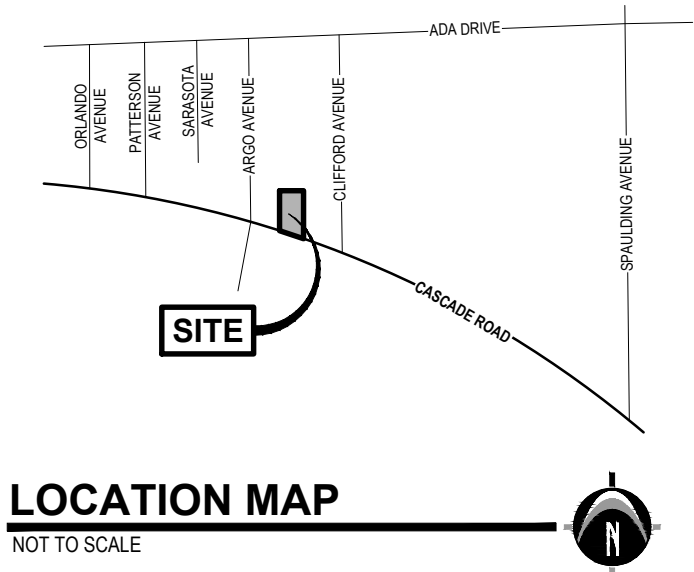 ADA DRIVE
ORLANDO
AVENUE
PATTERSON
AVENUE
SARASOTA
AVENUE
ARGO AVENUE
CLIFFORD AVENUE
SPAULDING AVENUE
CASCADE ROAD
SITE
LOCATION MAP
NOT TO SCALE
N